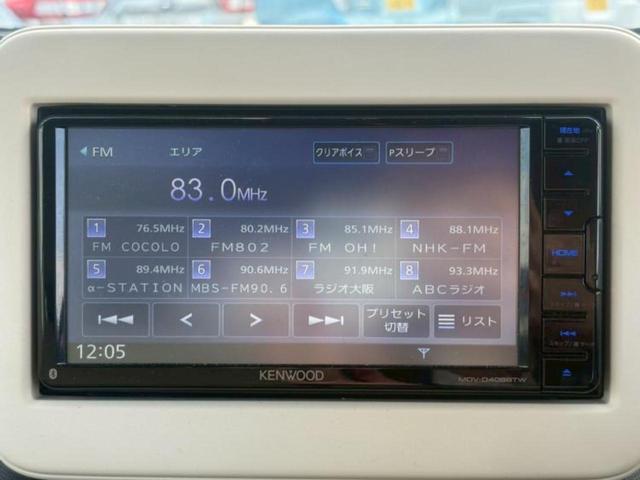 FM エリア クリアボイス Pスリープ
83.0MHz
1 76.5MHz 2 80.2MHz 3 85.1MHz 4 88.1MHz
FM COCOLO FM802 FM OH! NHK-FM
5 89.4MHz 6 90.6MHz 7 91.9MHz 8 93.3MHz
α-STATION MBS-FM90.6 ラジオ大阪 ABCラジオ
プリセット
切替
リスト
12:05
KENWOOD
現在地
HOME